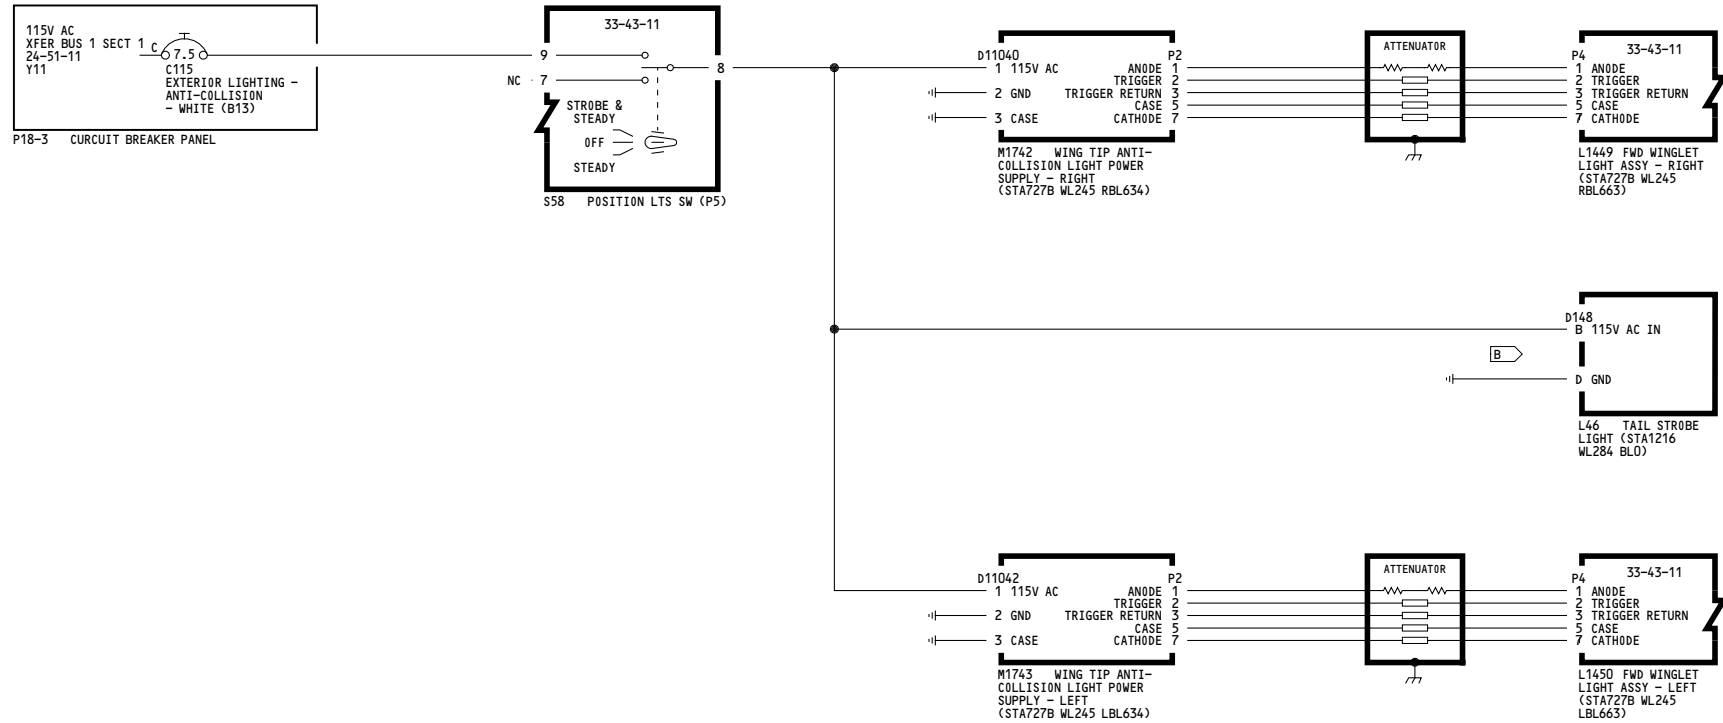 115V AC
XFER BUS 1 SECT 1
24-51-11
Y11
C
7.5
C115
EXTERIOR LIGHTING -
ANTI-COLLISION
- WHITE (B13)
P18-3 CURCUIT BREAKER PANEL
33-43-11
9
8
NC 7
STROBE &
STEADY
OFF
STEADY
S58 POSITION LTS SW (P5)
D11040
P2
1 115V AC
ANODE 1
TRIGGER 2
2 GND
TRIGGER RETURN 3
CASE 5
3 CASE
CATHODE 7
M1742 WING TIP ANTI-
COLLISION LIGHT POWER
SUPPLY - RIGHT
(STA727B WL245 RBL634)
ATTENUATOR
P4
33-43-11
1 ANODE
2 TRIGGER
3 TRIGGER RETURN
5 CASE
7 CATHODE
L1449 FWD WINGLET
LIGHT ASSY - RIGHT
(STA727B WL245
RBL663)
D148
B 115V AC IN
B
D GND
L46 TAIL STROBE
LIGHT (STA1216
WL284 BL0)
D11042
P2
1 115V AC
ANODE 1
TRIGGER 2
2 GND
TRIGGER RETURN 3
CASE 5
3 CASE
CATHODE 7
M1743 WING TIP ANTI-
COLLISION LIGHT POWER
SUPPLY - LEFT
(STA727B WL245 LBL634)
ATTENUATOR
P4
33-43-11
1 ANODE
2 TRIGGER
3 TRIGGER RETURN
5 CASE
7 CATHODE
L1450 FWD WINGLET
LIGHT ASSY - LEFT
(STA727B WL245
LBL663)